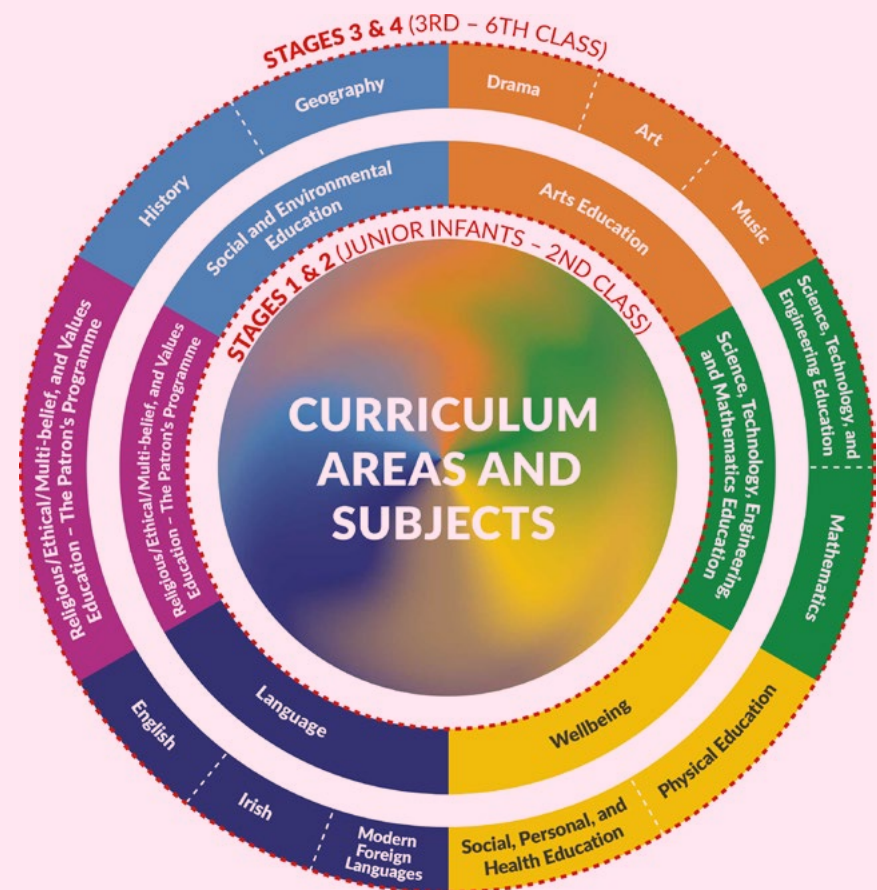 STAGES 3 & 4 (3RD – 6TH CLASS)
Geography
History
Drama
Art
Music
Social and Environmental
Education
Arts Education
STAGES 1 & 2 (JUNIOR INFANTS – 2ND CLASS)
Religious/Ethical/Multi-belief, and Values
Education – The Patron's Programme
Religious/Ethical/Multi-belief, and Values
Education – The Patron's Programme
CURRICULUM
AREAS AND
SUBJECTS
Science, Technology, Engineering,
and Mathematics Education
Science, Technology, and
Engineering Education
Mathematics
Language
Wellbeing
English
Irish
Modern
Foreign
Languages
Social, Personal, and
Health Education
Physical Education